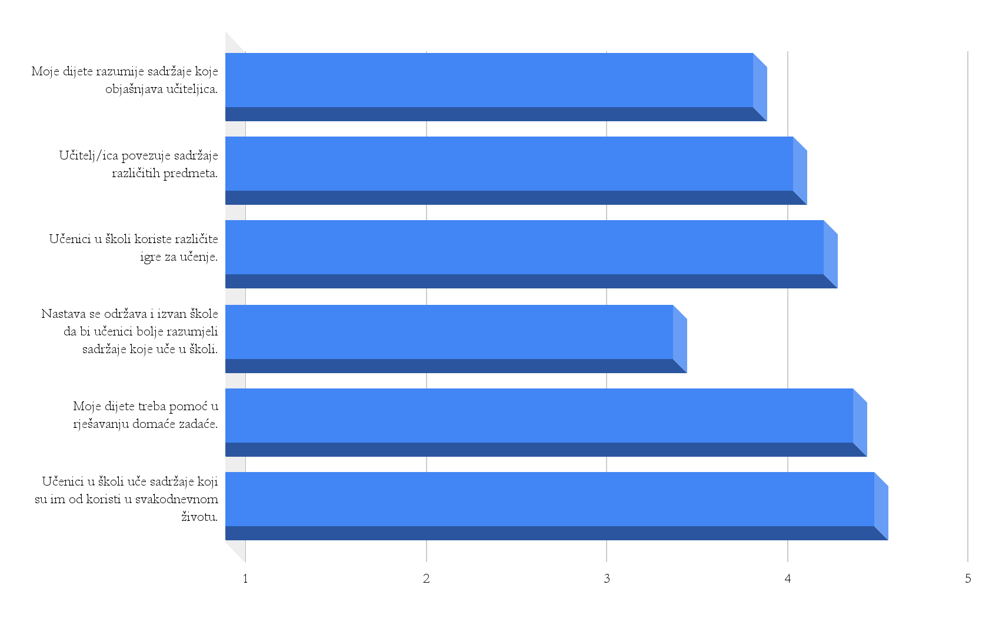 Moje dijete razumije sadržaje koje
objašnjava učiteljica.
Učitelj/ica povezuje sadržaje
različitih predmeta.
Učenici u školi koriste različite
igre za učenje.
Nastava se održava i izvan škole
da bi učenici bolje razumjeli
sadržaje koje uče u školi.
Moje dijete treba pomoć u
rješavanju domaće zadaće.
Učenici u školi uče sadržaje koji
su im od koristi u svakodnevnom
životu.
1 2 3 4 5